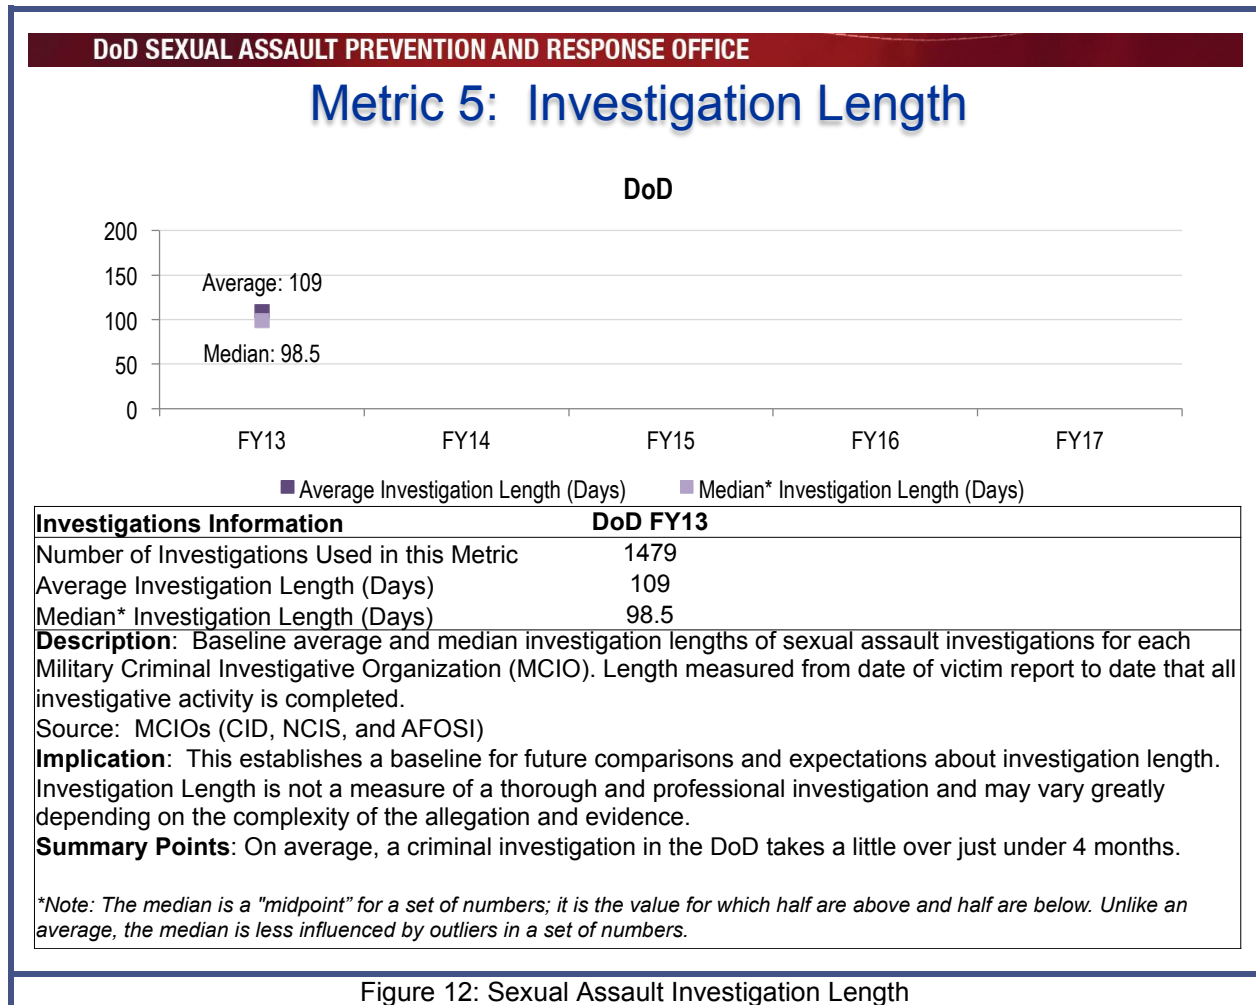 DoD SEXUAL ASSAULT PREVENTION AND RESPONSE OFFICE
Metric 5: Investigation Length
DoD
200
150
100
50
0
Average: 109
Median: 98.5
FY13 FY14 FY15 FY16 FY17
Average Investigation Length (Days) Median* Investigation Length (Days)
Investigations Information DoD FY13
Number of Investigations Used in this Metric 1479
Average Investigation Length (Days) 109
Median* Investigation Length (Days) 98.5
Description: Baseline average and median investigation lengths of sexual assault investigations for each
Military Criminal Investigative Organization (MCIO). Length measured from date of victim report to date that all
investigative activity is completed.
Source: MCIOs (CID, NCIS, and AFOSI)
Implication: This establishes a baseline for future comparisons and expectations about investigation length.
Investigation Length is not a measure of a thorough and professional investigation and may vary greatly
depending on the complexity of the allegation and evidence.
Summary Points: On average, a criminal investigation in the DoD takes a little over just under 4 months.
*Note: The median is a "midpoint” for a set of numbers; it is the value for which half are above and half are below. Unlike an
average, the median is less influenced by outliers in a set of numbers.
Figure 12: Sexual Assault Investigation Length